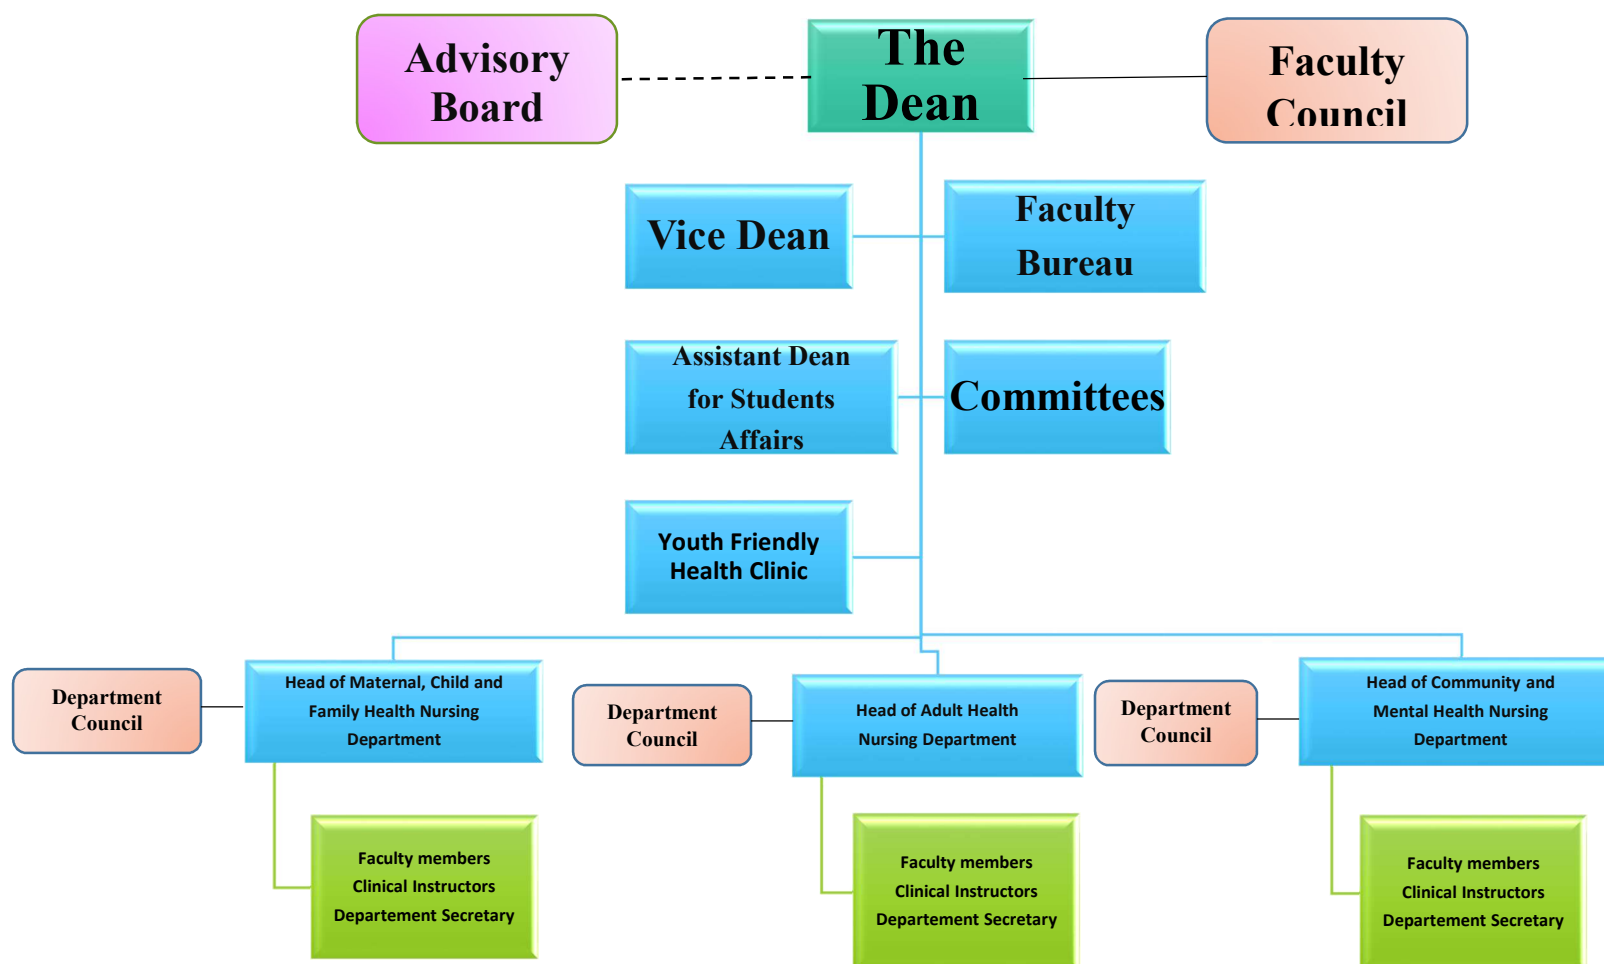 Advisory
Board
The
Dean
Faculty
Council
Vice Dean
Faculty
Bureau
Assistant Dean
for Students
Affairs
Committees
Youth Friendly
Health Clinic
Department
Council
Head of Maternal, Child and
Family Health Nursing
Department
Department
Council
Head of Adult Health
Nursing Department
Department
Council
Head of Community and
Mental Health Nursing
Department
Faculty members
Clinical Instructors
Departement Secretary
Faculty members
Clinical Instructors
Departement Secretary
Faculty members
Clinical Instructors
Departement Secretary